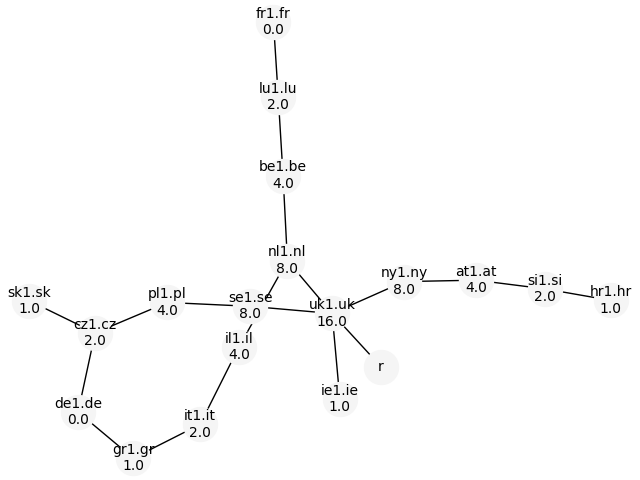 fr1.fr
0.0
lu1.lu
2.0
be1.be
4.0
nl1.nl
8.0
ny1.ny
8.0
at1.at
4.0
si1.si
2.0
hr1.hr
1.0
sk1.sk
1.0
pl1.pl
4.0
se1.se
8.0
uk1.uk
16.0
cz1.cz
2.0
il1.il
4.0
r
ie1.ie
1.0
de1.de
0.0
it1.it
2.0
gr1.gr
1.0